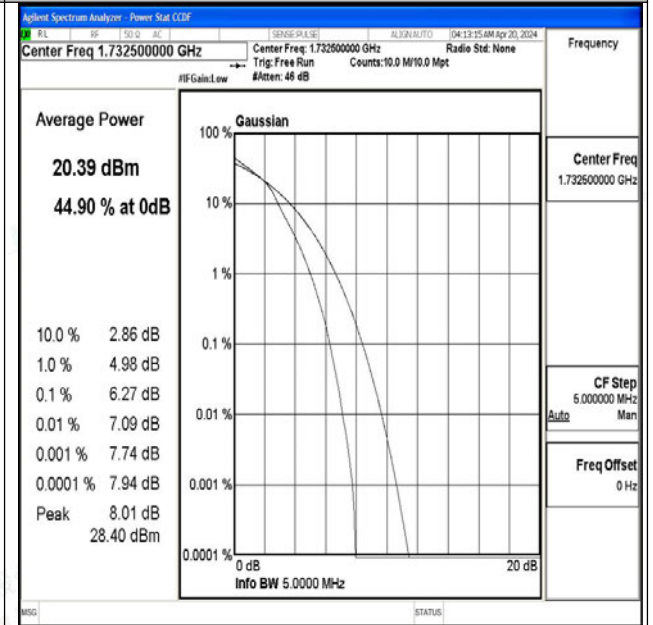 Agilent Spectrum Analyzer - Power Stat CCDF
RL RF 50 Ω AC SENSE:PULSE ALIGN AUTO 04:13:15 AM Apr 20, 2024
Center Freq 1.732500000 GHz
Center Freq: 1.732500000 GHz Radio Std: None
Trig: Free Run Counts:10.0 M/10.0 Mpt
#IFGain:Low #Atten: 46 dB
Frequency
Average Power
20.39 dBm
44.90 % at 0dB
10.0 % 2.86 dB
1.0 % 4.98 dB
0.1 % 6.27 dB
0.01 % 7.09 dB
0.001 % 7.74 dB
0.0001 % 7.94 dB
Peak 8.01 dB
28.40 dBm
Gaussian
100 %
10 %
1 %
0.1 %
0.01 %
0.001 %
0.0001 %
0 dB 20 dB
Info BW 5.0000 MHz
Center Freq
1.732500000 GHz
CF Step
5.000000 MHz
Auto Man
Freq Offset
0 Hz
MSG STATUS